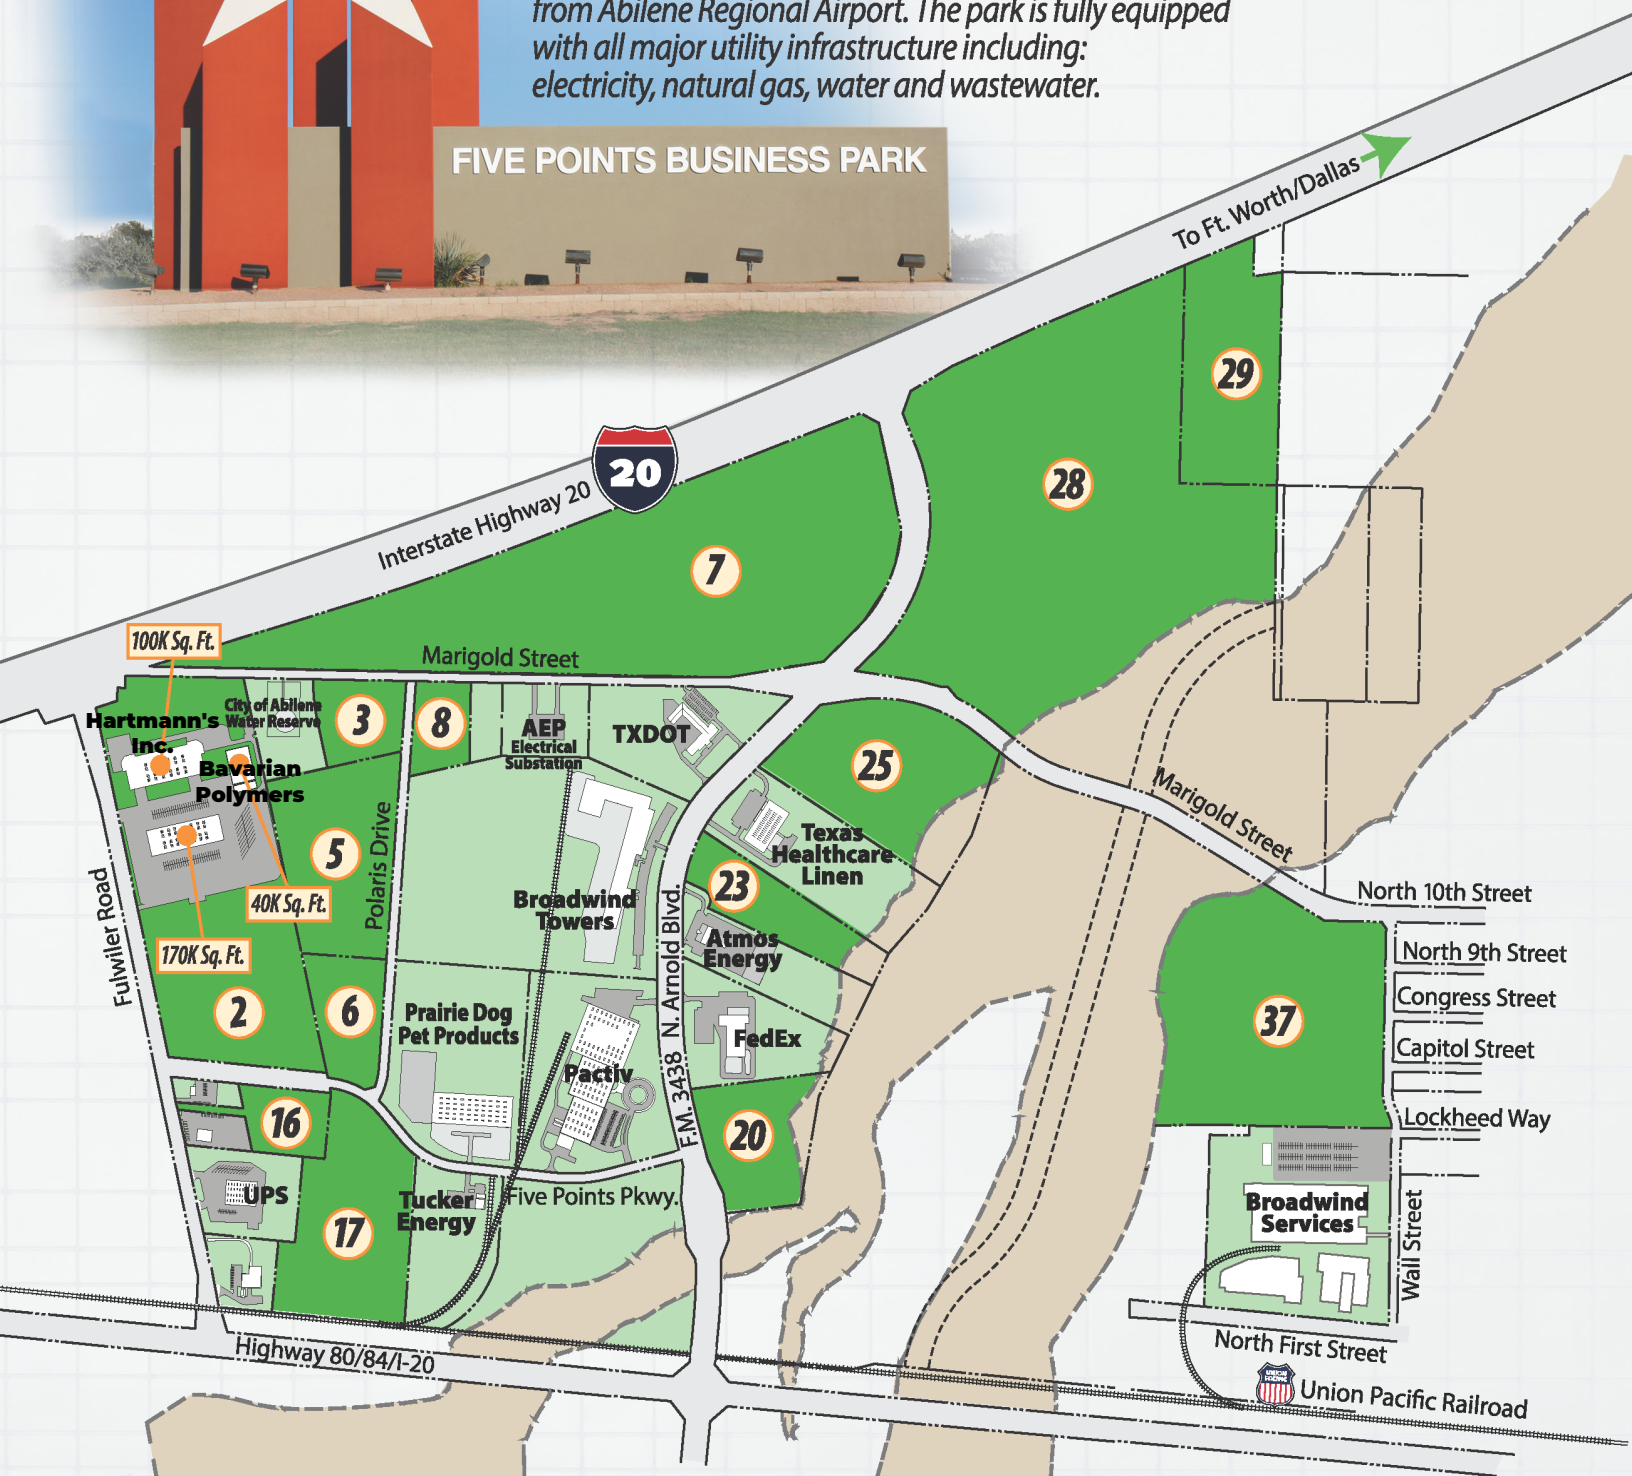 from Abilene Regional Airport. The park is fully equipped
with all major utility infrastructure including:
electricity, natural gas, water and wastewater.
FIVE POINTS BUSINESS PARK
To Ft. Worth/Dallas
29
28
20
Interstate Highway 20
7
100K Sq. Ft.
Marigold Street
Hartmann's
Inc.
City of Abilene
Water Reserve
3
8
AEP
Electrical
Substation
TXDOT
25
Bavarian
Polymers
Marigold Street
5
Polaris Drive
Texas
Healthcare
Linen
23
40K Sq. Ft.
Broadwind
Towers
North 10th Street
Fulwiler Road
170K Sq. Ft.
N. Arnold Blvd.
Atmos
Energy
North 9th Street
2
6
Prairie Dog
Pet Products
FedEx
37
Congress Street
Capitol Street
Pactiv
F.M. 3438
16
20
Lockheed Way
UPS
Tucker
Energy
Five Points Pkwy.
Broadwind
Services
Wall Street
17
Highway 80/84/I-20
North First Street
UNION
PACIFIC
Union Pacific Railroad